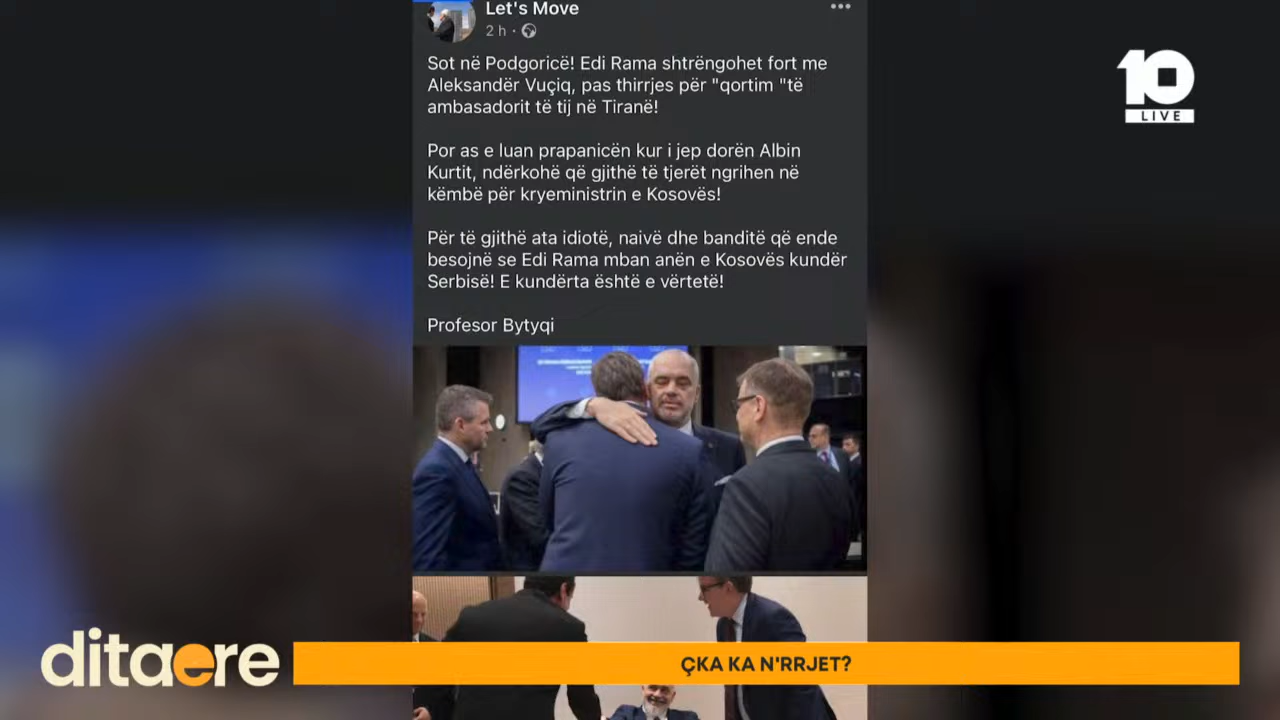 Let's Move
2 h ·
Sot në Podgoricë! Edi Rama shtrëngohet fort me
Aleksandër Vuçiq, pas thirrjes për "qortim "të
ambasadorit të tij në Tiranë!
Por as e luan prapanicën kur i jep dorën Albin
Kurtit, ndërkohë që gjithë të tjerët ngrihen në
këmbë për kryeministrin e Kosovës!
Për të gjithë ata idiotë, naivë dhe banditë që ende
besojnë se Edi Rama mban anën e Kosovës kundër
Serbisë! E kundërta është e vërtetë!
Profesor Bytyqi
10
LIVE
ditaere
ÇKA KA N'RRJET?